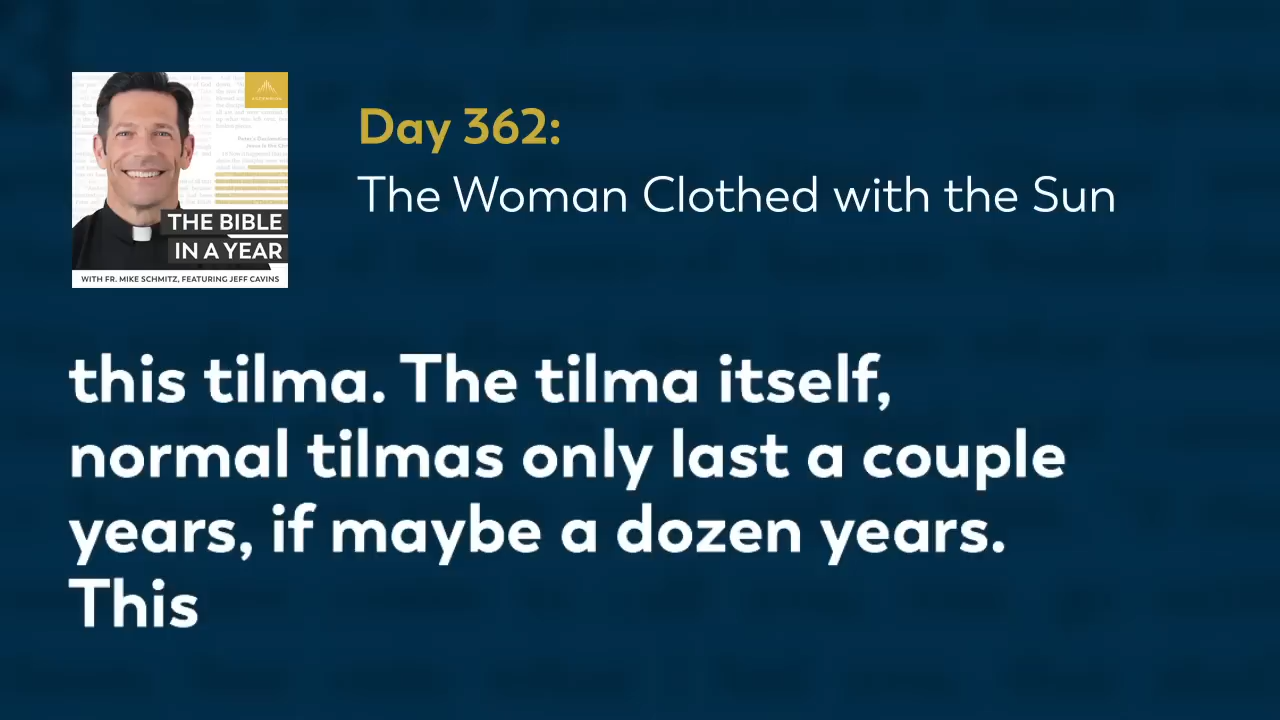 Day 362:
The Woman Clothed with the Sun
THE BIBLE
IN A YEAR
WITH FR. MIKE SCHMITZ, FEATURING JEFF CAVINS
this tilma. The tilma itself,
normal tilmas only last a couple
years, if maybe a dozen years.
This